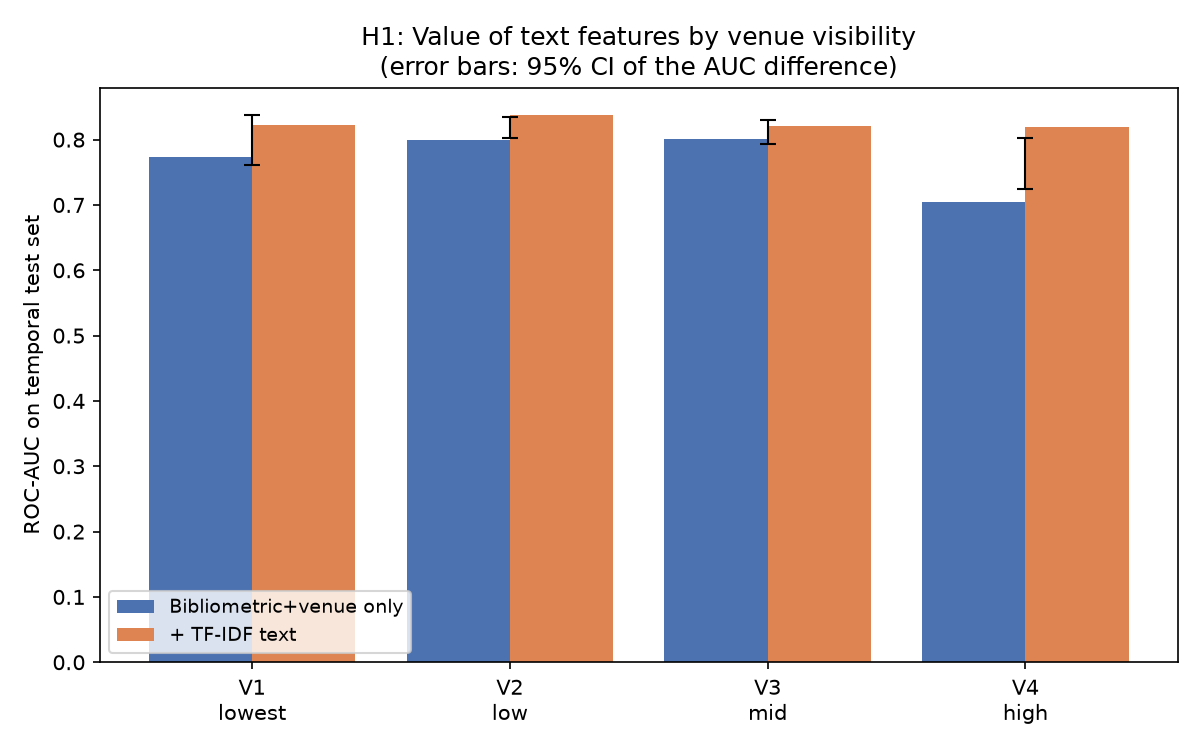 H1: Value of text features by venue visibility
(error bars: 95% CI of the AUC difference)
ROC-AUC on temporal test set
0.8
0.7
0.6
0.5
0.4
0.3
0.2
0.1
0.0
Bibliometric+venue only
+ TF-IDF text
V1
lowest
V2
low
V3
mid
V4
high